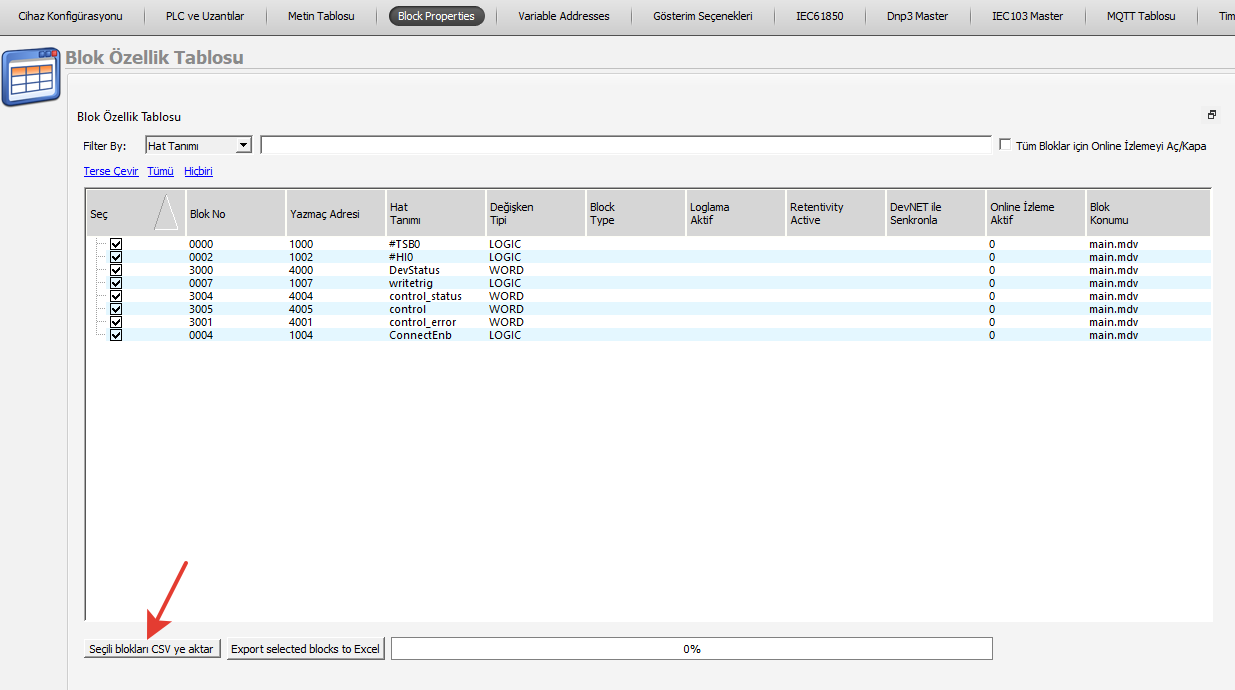 Cihaz Konfigürasyonu PLC ve Uzantılar Metin Tablosu Block Properties Variable Addresses Gösterim Seçenekleri IEC61850 Dnp3 Master IEC103 Master MQTT Tablosu Tim
Blok Özellik Tablosu
Blok Özellik Tablosu
Filter By: Hat Tanımı Tüm Bloklar için Online İzlemeyi Aç/Kapa
Terse Çevir Tümü Hiçbiri
Seç Blok No Yazmaç Adresi Hat Tanımı Değişken Tipi Block Type Loglama Aktif Retentivity Active DevNET ile Senkronla Online İzleme Aktif Blok Konumu
0000 1000 #TSB0 LOGIC 0 main.mdv
0002 1002 #HI0 LOGIC 0 main.mdv
3000 4000 DevStatus WORD 0 main.mdv
0007 1007 writetrig LOGIC 0 main.mdv
3004 4004 control_status WORD 0 main.mdv
3005 4005 control WORD 0 main.mdv
3001 4001 control_error WORD 0 main.mdv
0004 1004 ConnectEnb LOGIC 0 main.mdv
Seçili blokları CSV ye aktar Export selected blocks to Excel 0%